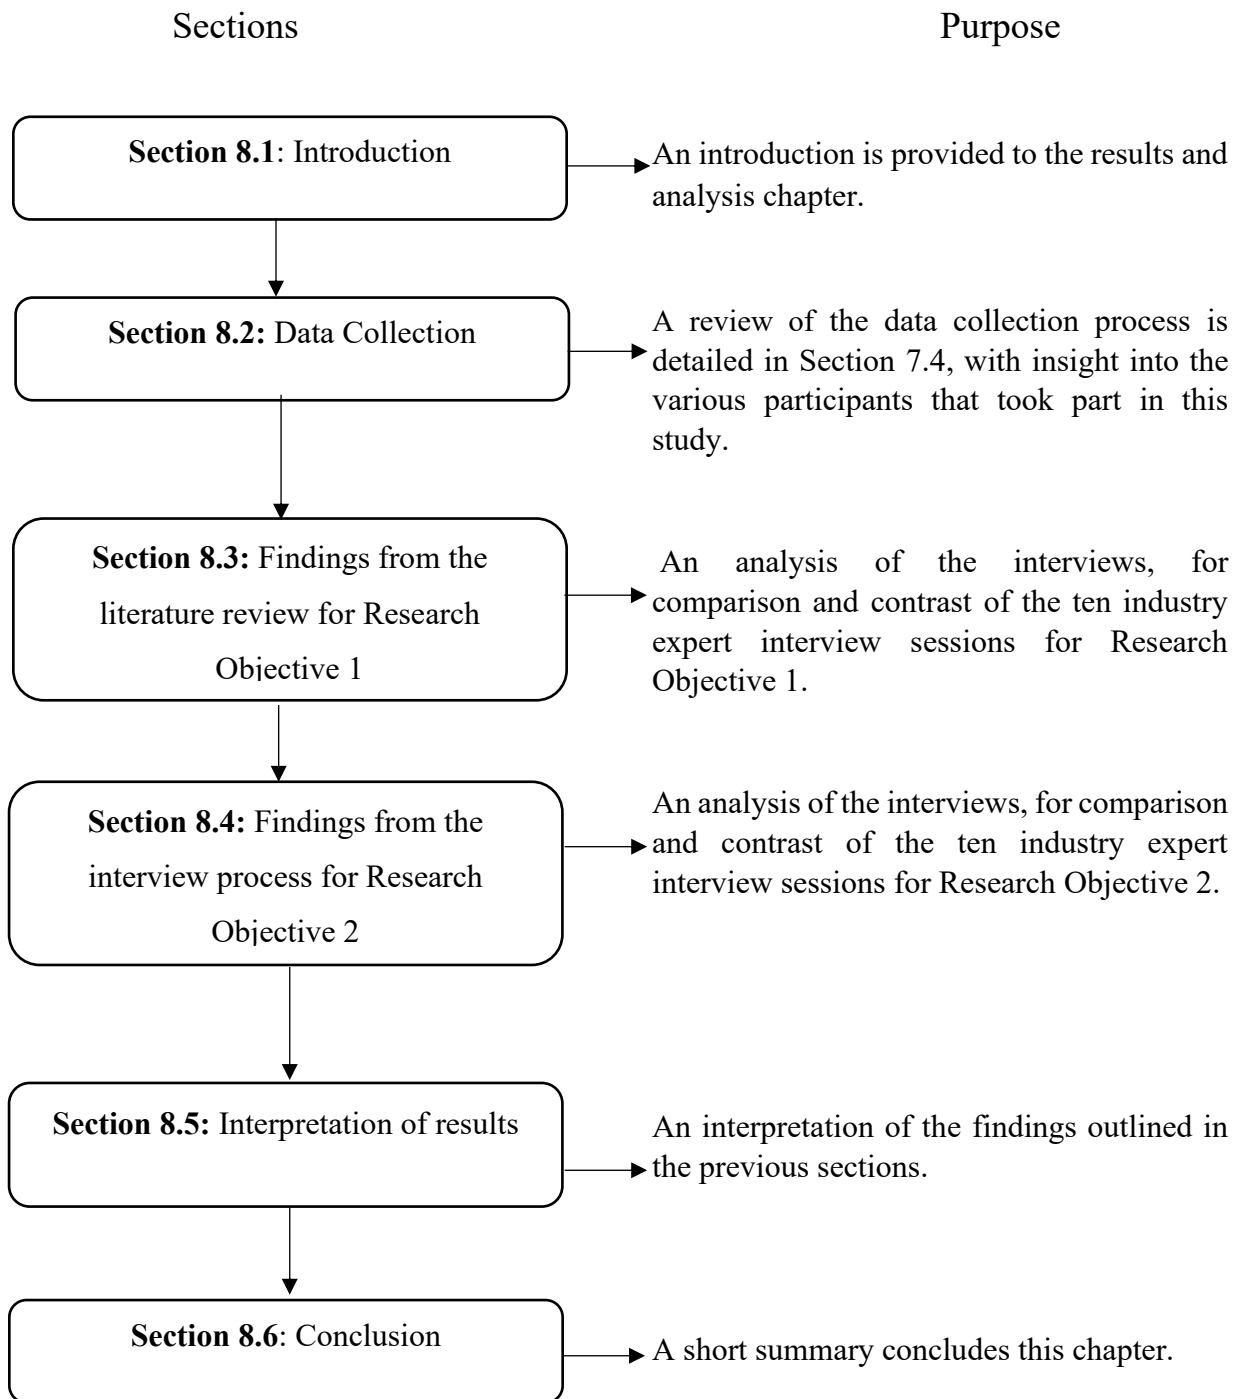 Sections
Purpose
Section 8.1: Introduction
An introduction is provided to the results and
analysis chapter.
Section 8.2: Data Collection
A review of the data collection process is
detailed in Section 7.4, with insight into the
various participants that took part in this
study.
Section 8.3: Findings from the
literature review for Research
Objective 1
An analysis of the interviews, for
comparison and contrast of the ten industry
expert interview sessions for Research
Objective 1.
Section 8.4: Findings from the
interview process for Research
Objective 2
An analysis of the interviews, for comparison
and contrast of the ten industry expert
interview sessions for Research Objective 2.
Section 8.5: Interpretation of results
An interpretation of the findings outlined in
the previous sections.
Section 8.6: Conclusion
A short summary concludes this chapter.